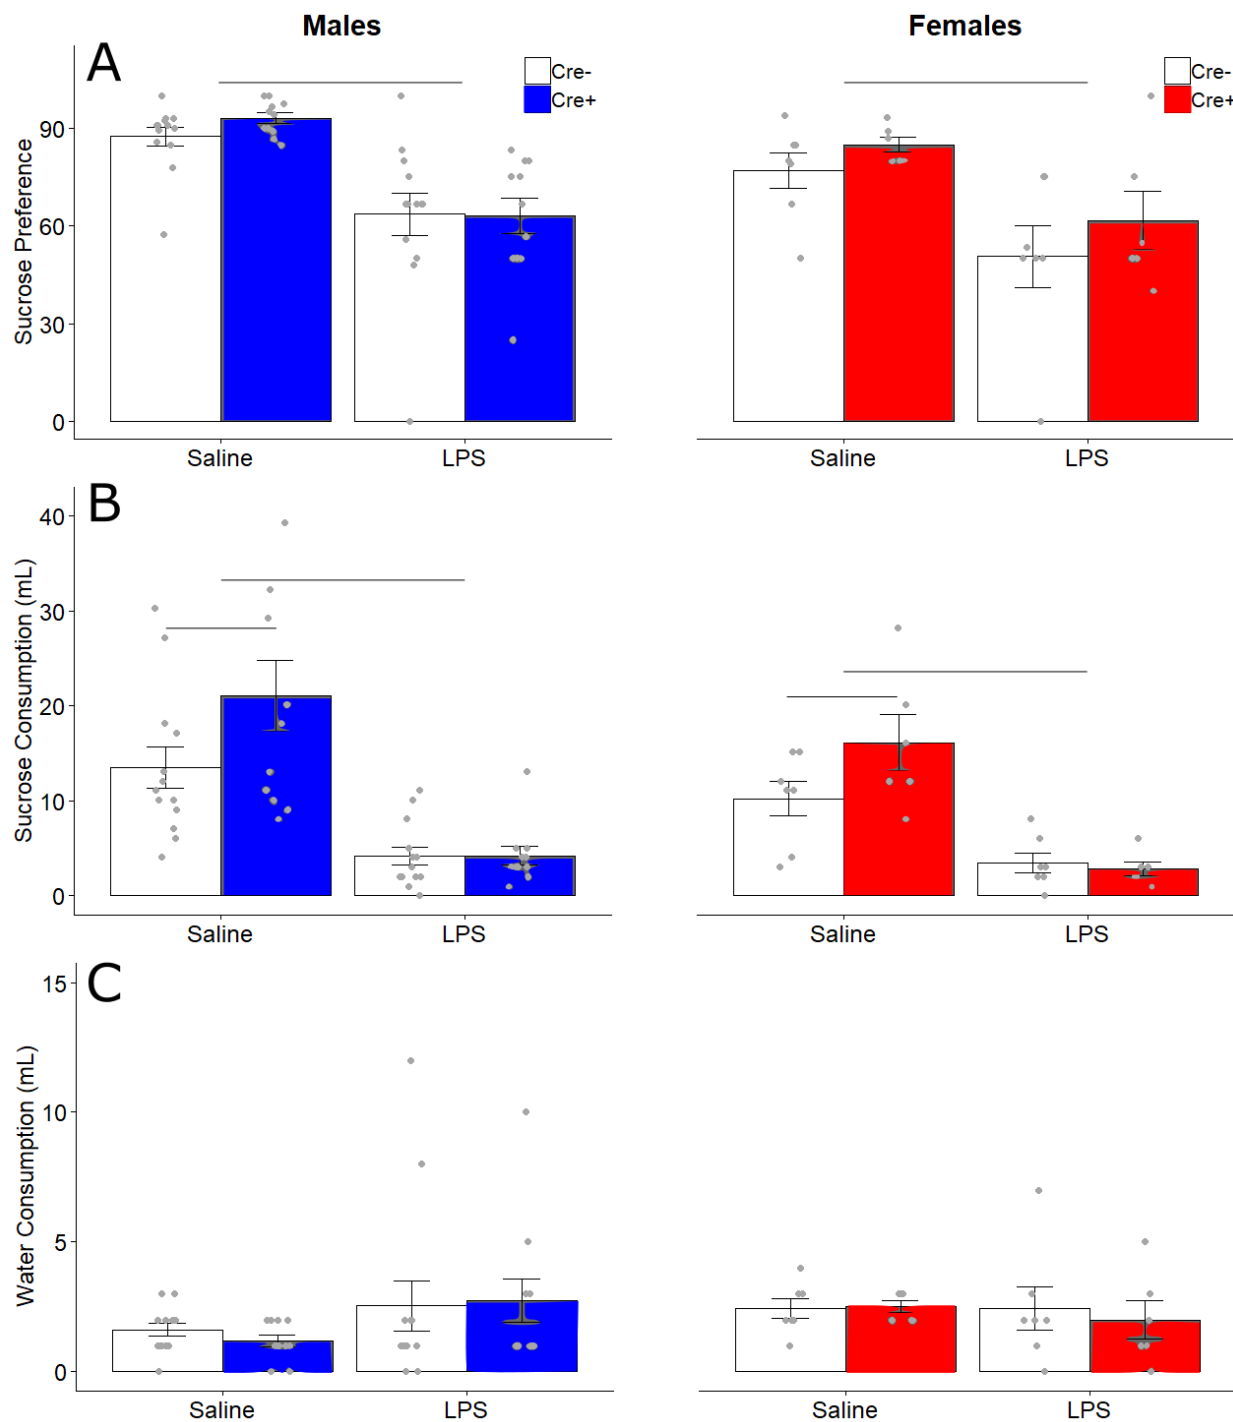 Males
Females
A
Cre-
Cre+
Cre-
Cre+
Sucrose Preference
90
60
30
0
Saline
LPS
Saline
LPS
B
Sucrose Consumption (mL)
40
30
20
10
0
Saline
LPS
Saline
LPS
C
Water Consumption (mL)
15
10
5
0
Saline
LPS
Saline
LPS